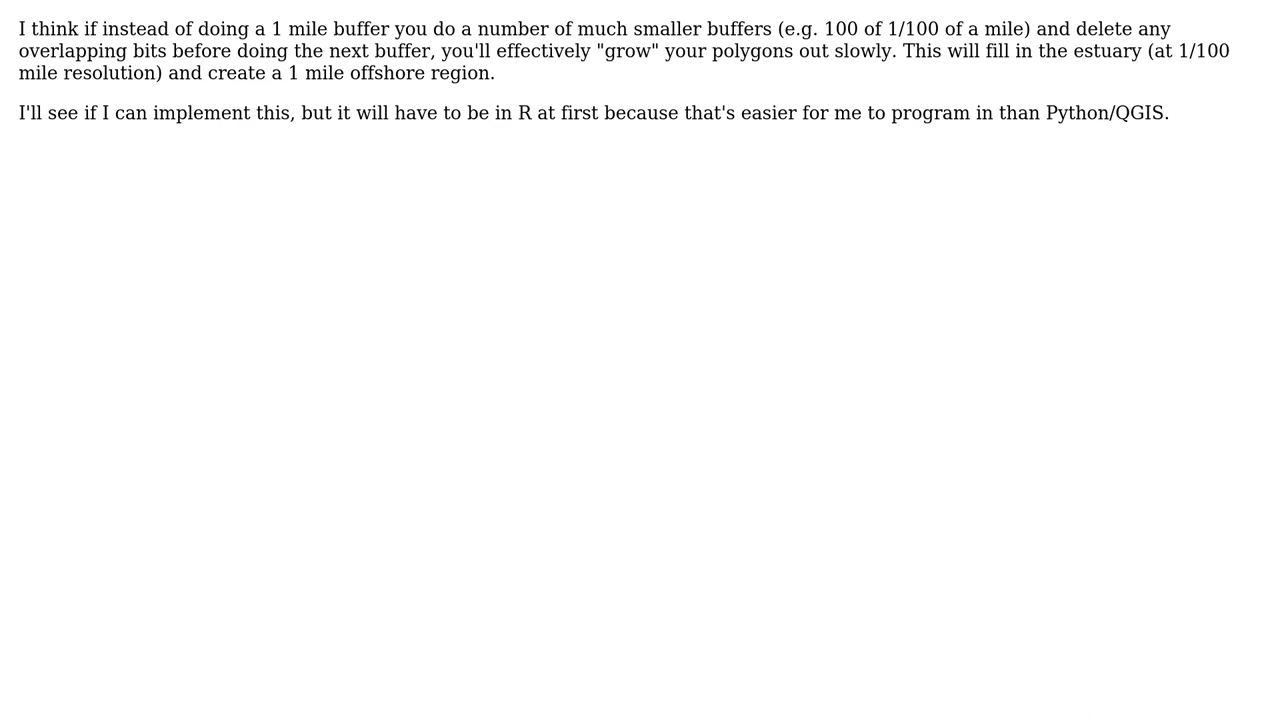 I think if instead of doing a 1 mile buffer you do a number of much smaller buffers (e.g. 100 of 1/100 of a mile) and delete any
overlapping bits before doing the next buffer, you'll effectively "grow" your polygons out slowly. This will fill in the estuary (at 1/100
mile resolution) and create a 1 mile offshore region.
I'll see if I can implement this, but it will have to be in R at first because that's easier for me to program in than Python/QGIS.